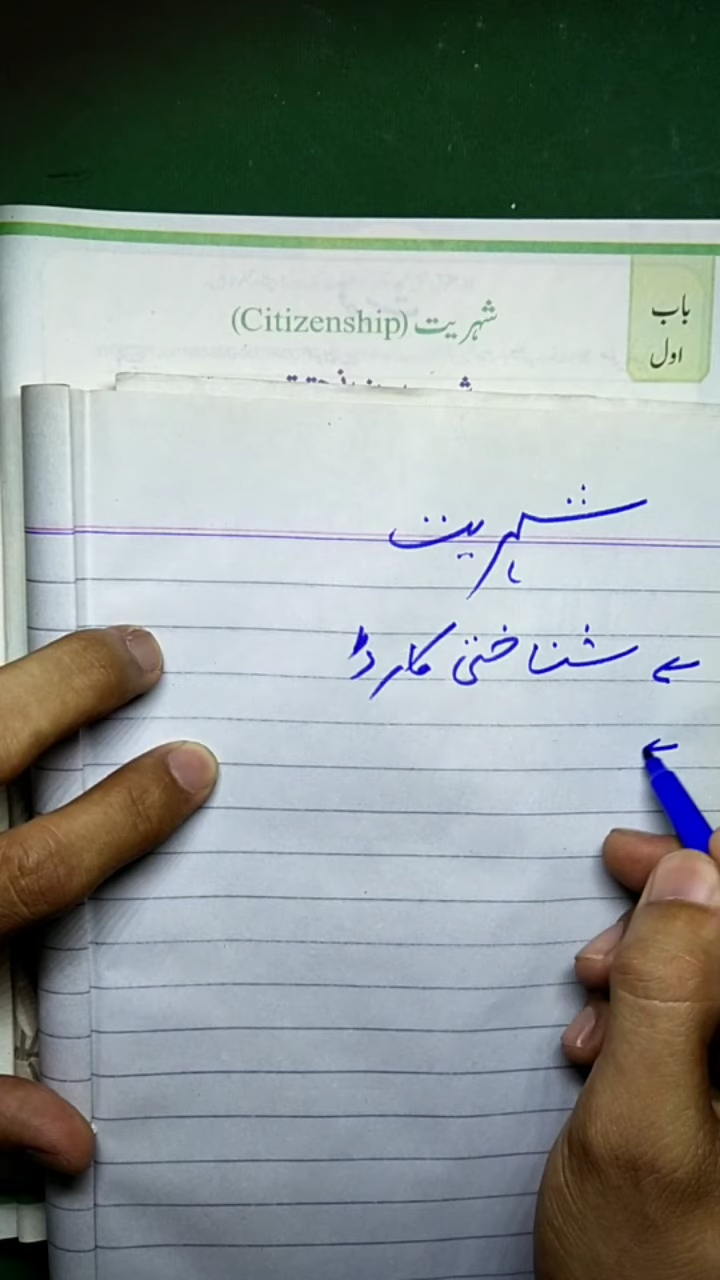 باب
اول
شہریت (Citizenship)
شہریت
← شناختی کارڈ
←